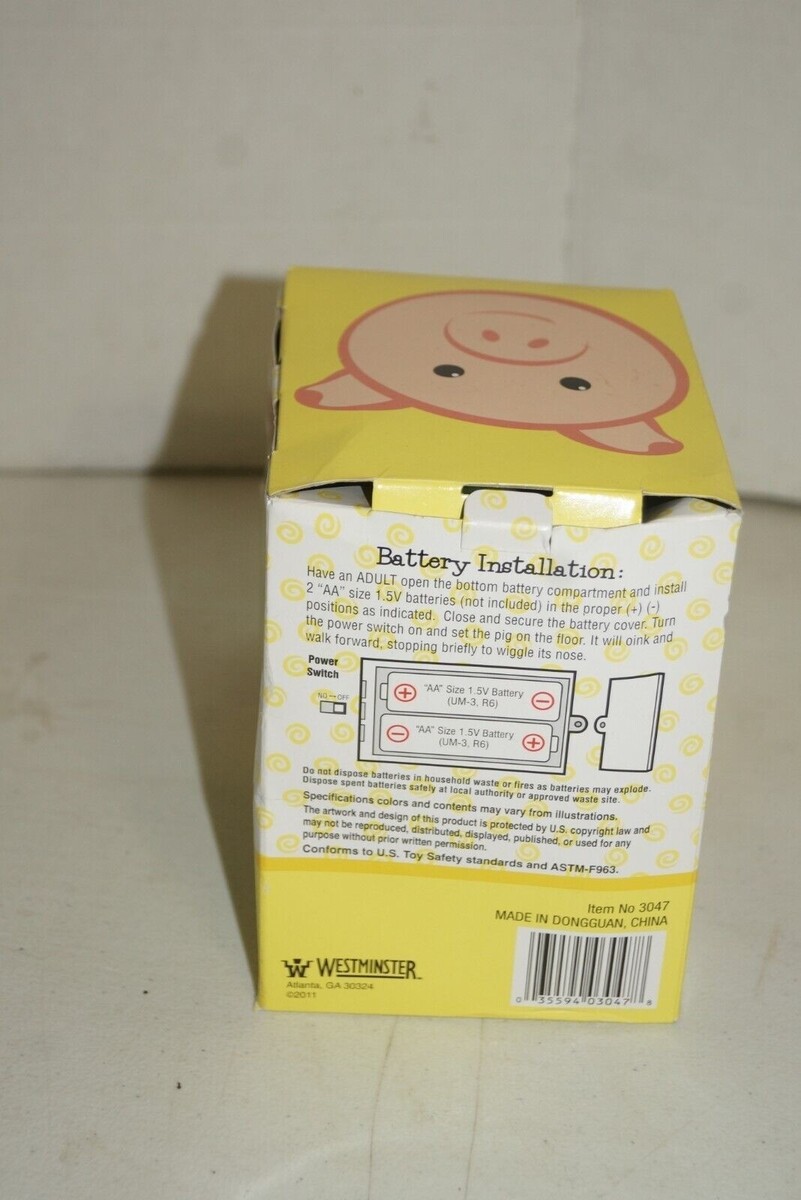 Battery Installation:
Have an ADULT open the bottom battery compartment and install
2 “AA” size 1.5V batteries (not included) in the proper (+) (-)
positions as indicated. Close and secure the battery cover. Turn
the power switch on and set the pig on the floor. It will oink and
walk forward, stopping briefly to wiggle its nose.
Power
Switch
“AA” Size 1.5V Battery
(UM-3, R6)
“AA” Size 1.5V Battery
(UM-3, R6)
Do not dispose batteries in household waste or fires as batteries may explode.
Dispose spent batteries safely at local authority or approved waste site.
Specifications colors and contents may vary from illustrations.
The artwork and design of this product is protected by U.S. copyright law and
may not be reproduced, distributed, displayed, published, or used for any
purpose without prior written permission.
Conforms to U.S. Toy Safety standards and ASTM-F963.
Item No 3047
MADE IN DONGGUAN, CHINA
WESTMINSTER
Atlanta, GA 30324
©2011
0 35594 03047 8